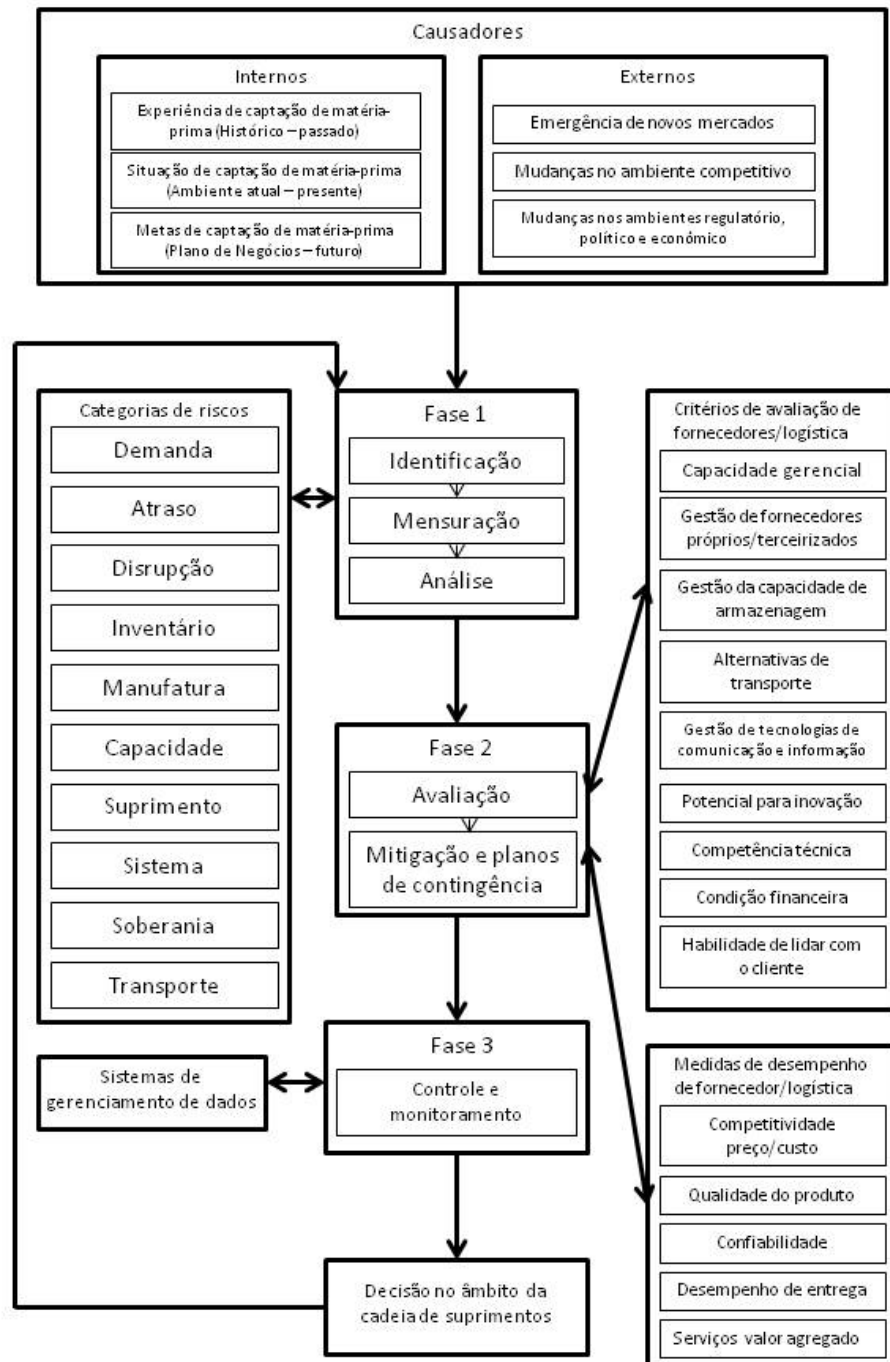 Causadores
Internos
Experiência de captação de matéria-
prima (Histórico – passado)
Situação de captação de matéria-prima
(Ambiente atual – presente)
Metas de captação de matéria-prima
(Plano de Negócios – futuro)
Externos
Emergência de novos mercados
Mudanças no ambiente competitivo
Mudanças nos ambientes regulatório,
político e econômico
Categorias de riscos
Demanda
Atraso
Disrupção
Inventário
Manufatura
Capacidade
Suprimento
Sistema
Soberania
Transporte
Fase 1
Identificação
Mensuração
Análise
Fase 2
Avaliação
Mitigação e planos
de contingência
Fase 3
Controle e
monitoramento
Sistemas de
gerenciamento de dados
Decisão no âmbito da
cadeia de suprimentos
Critérios de avaliação de
fornecedores/logística
Capacidade gerencial
Gestão de fornecedores
próprios/terceirizados
Gestão da capacidade de
armazenagem
Alternativas de
transporte
Gestão de tecnologias de
comunicação e informação
Potencial para inovação
Competência técnica
Condição financeira
Habilidade de lidar com
o cliente
Medidas de desempenho
de fornecedor/logística
Competitividade
preço/custo
Qualidade do produto
Confiabilidade
Desempenho de entrega
Serviços valor agregado